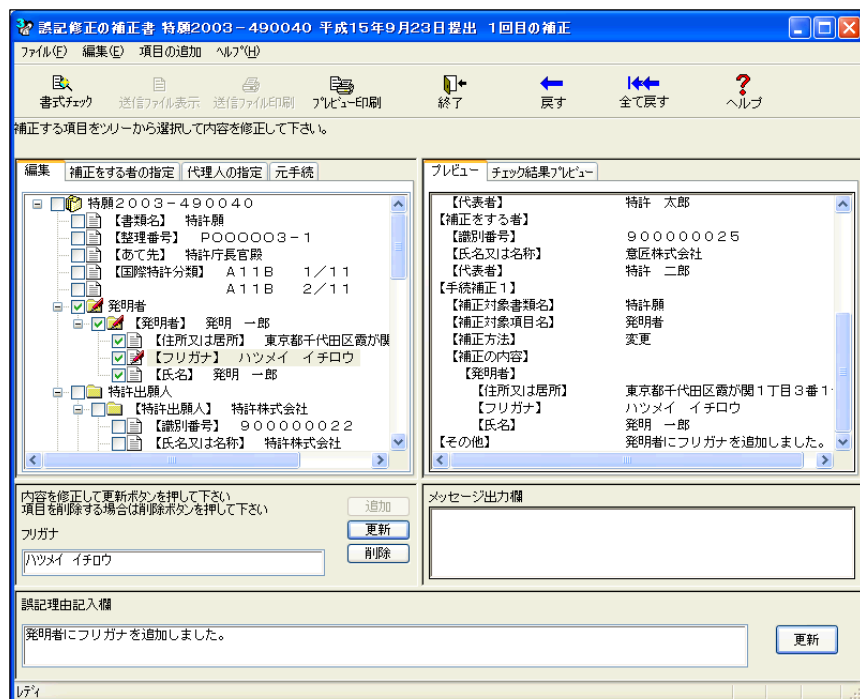 誤記修正の補正書 特願2003-490040 平成15年9月23日提出 1回目の補正
ファイル(F) 編集(E) 項目の追加 ヘルプ(H)
書式チェック 送信ファイル表示 送信ファイル印刷 プレビュー印刷 終了 戻す 全て戻す ヘルプ
補正する項目をツリーから選択して内容を修正して下さい。
編集 補正をする者の指定 代理人の指定 元手続
特願2003-490040
【書類名】 特許願
【整理番号】 P000003-1
【あて先】 特許庁長官殿
【国際特許分類】 A11B 1/11
A11B 2/11
発明者
【発明者】 発明 一郎
【住所又は居所】 東京都千代田区霞が関
【フリガナ】 ハツメイ イチロウ
【氏名】 発明 一郎
特許出願人
【特許出願人】 特許株式会社
【識別番号】 900000022
【氏名又は名称】 特許株式会社
プレビュー チェック結果プレビュー
【代表者】 特許 太郎
【補正をする者】
【識別番号】 900000025
【氏名又は名称】 意匠株式会社
【代表者】 特許 二郎
【手続補正1】
【補正対象書類名】 特許願
【補正対象項目名】 発明者
【補正方法】 変更
【補正の内容】
【発明者】
【住所又は居所】 東京都千代田区霞が関1丁目3番1
【フリガナ】 ハツメイ イチロウ
【氏名】 発明 一郎
【その他】 発明者にフリガナを追加しました。
内容を修正して更新ボタンを押して下さい
項目を削除する場合は削除ボタンを押して下さい
追加
フリガナ
更新
ハツメイ イチロウ
削除
メッセージ出力欄
誤記理由記入欄
発明者にフリガナを追加しました。
更新
レディ